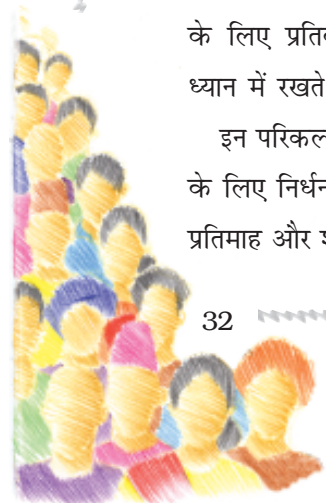 के लिए प्रति
ध्यान में रखते
इन परिकल
के लिए निर्धन
प्रतिमाह और
32